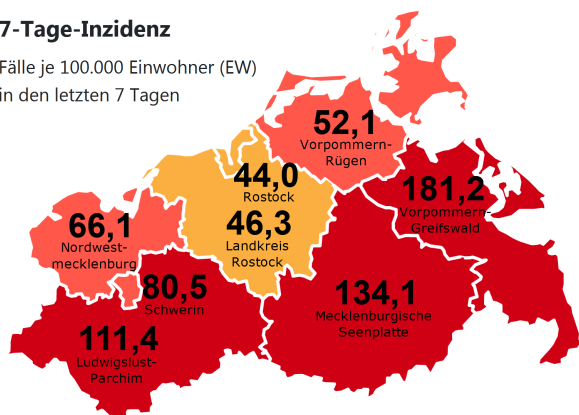 7-Tage-Inzidenz
Fälle je 100.000 Einwohner (EW)
in den letzten 7 Tagen
52,1
Vorpommern-
Rügen
44,0
Rostock
181,2
Vorpommern-
Greifswald
66,1
Nordwest-
mecklenburg
46,3
Landkreis
Rostock
80,5
Schwerin
134,1
Mecklenburgische
Seenplatte
111,4
Ludwigslust-
Parchim